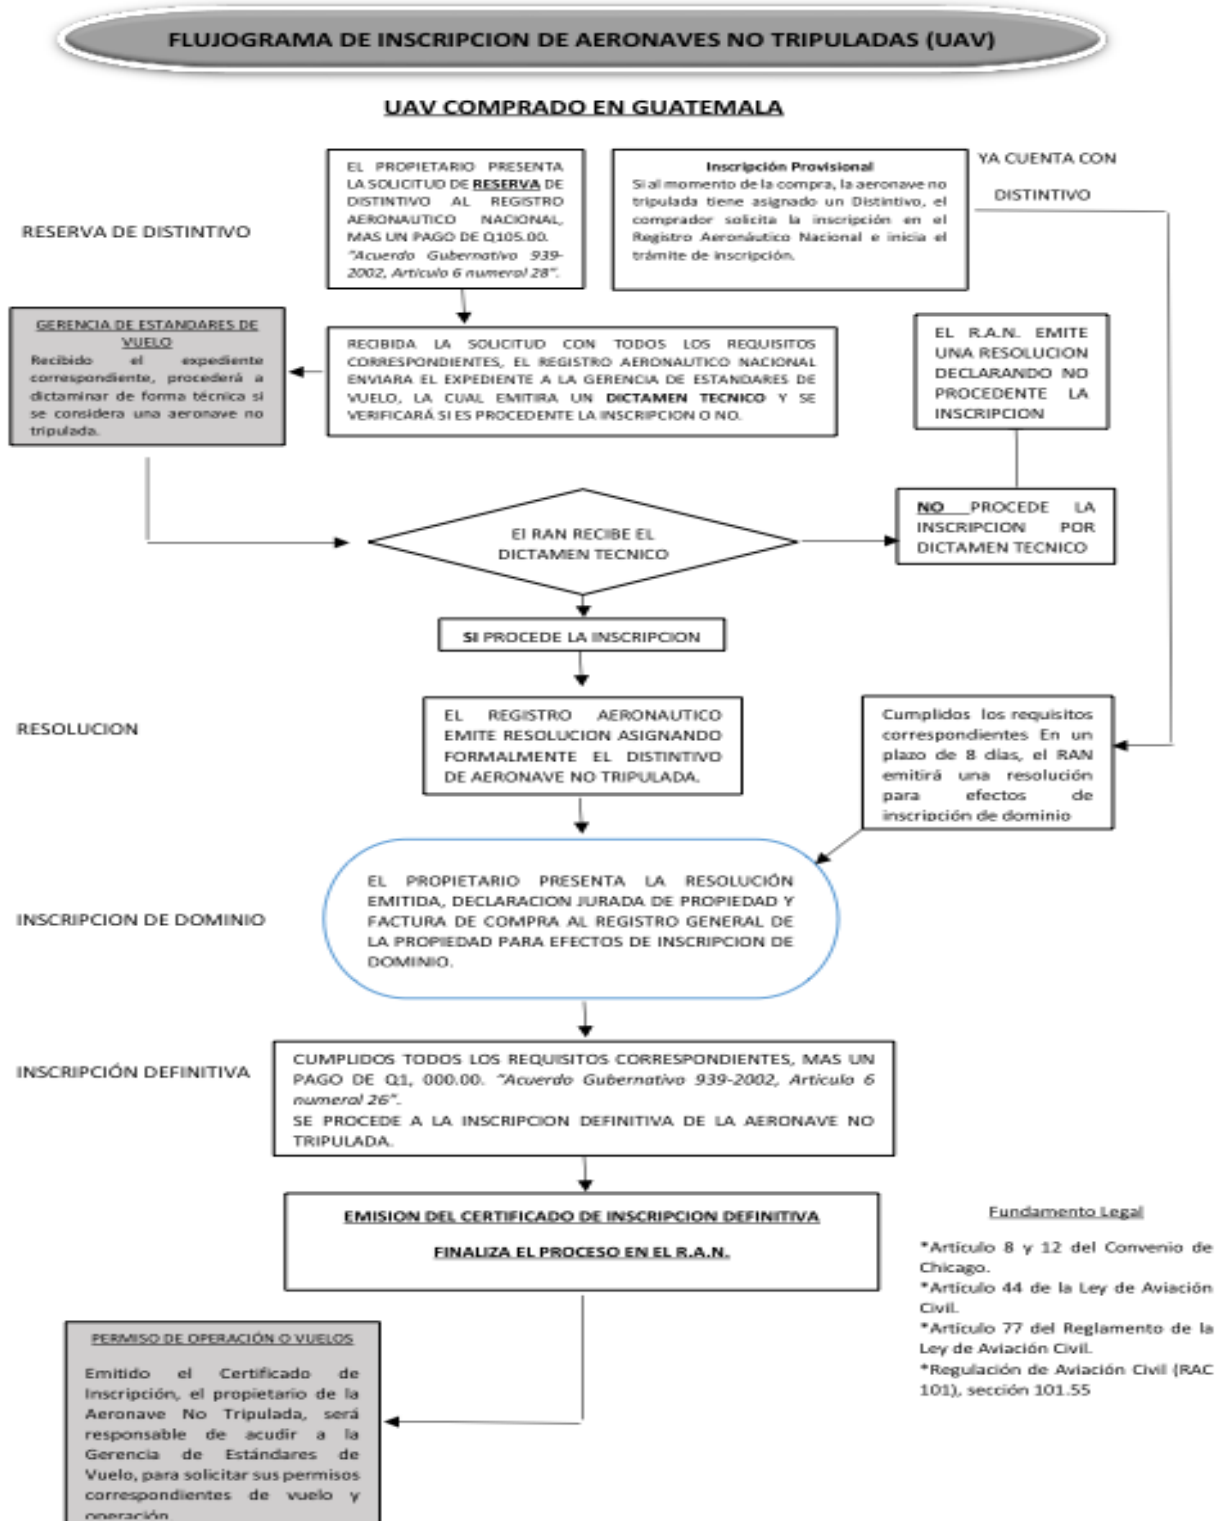 FLUJOGRAMA DE INSCRIPCION DE AERONAVES NO TRIPULADAS (UAV)
UAV COMPRADO EN GUATEMALA
RESERVA DE DISTINTIVO
EL PROPIETARIO PRESENTA
LA SOLICITUD DE RESERVA DE
DISTINTIVO AL REGISTRO
AERONAUTICO NACIONAL,
MAS UN PAGO DE Q105.00.
"Acuerdo Gubernativo 939-
2002, Articulo 6 numeral 28".
Inscripción Provisional
Si al momento de la compra, la aeronave no
tripulada tiene asignado un Distintivo, el
comprador solicita la inscripción en el
Registro Aeronáutico Nacional e inicia el
trámite de inscripción.
YA CUENTA CON
DISTINTIVO
GERENCIA DE ESTANDARES DE
VUELO
Recibido el expediente
correspondiente, procederá a
dictaminar de forma técnica si
se considera una aeronave no
tripulada.
RECIBIDA LA SOLICITUD CON TODOS LOS REQUISITOS
CORRESPONDIENTES, EL REGISTRO AERONAUTICO NACIONAL
ENVIARA EL EXPEDIENTE A LA GERENCIA DE ESTANDARES DE
VUELO, LA CUAL EMITIRA UN DICTAMEN TECNICO Y SE
VERIFICARÁ SI ES PROCEDENTE LA INSCRIPCION O NO.
EL R.A.N. EMITE
UNA RESOLUCION
DECLARANDO NO
PROCEDENTE LA
INSCRIPCION
El RAN RECIBE EL
DICTAMEN TECNICO
NO PROCEDE LA
INSCRIPCION POR
DICTAMEN TECNICO
SI PROCEDE LA INSCRIPCION
RESOLUCION
EL REGISTRO AERONAUTICO
EMITE RESOLUCION ASIGNANDO
FORMALMENTE EL DISTINTIVO
DE AERONAVE NO TRIPULADA.
Cumplidos los requisitos
correspondientes En un
plazo de 8 días, el RAN
emitirá una resolución
para efectos de
inscripción de dominio
INSCRIPCION DE DOMINIO
EL PROPIETARIO PRESENTA LA RESOLUCIÓN
EMITIDA, DECLARACION JURADA DE PROPIEDAD Y
FACTURA DE COMPRA AL REGISTRO GENERAL DE
LA PROPIEDAD PARA EFECTOS DE INSCRIPCION DE
DOMINIO.
INSCRIPCIÓN DEFINITIVA
CUMPLIDOS TODOS LOS REQUISITOS CORRESPONDIENTES, MAS UN
PAGO DE Q1, 000.00. "Acuerdo Gubernativo 939-2002, Articulo 6
numeral 26".
SE PROCEDE A LA INSCRIPCION DEFINITIVA DE LA AERONAVE NO
TRIPULADA.
EMISION DEL CERTIFICADO DE INSCRIPCION DEFINITIVA
FINALIZA EL PROCESO EN EL R.A.N.
Fundamento Legal
*Artículo 8 y 12 del Convenio de
Chicago.
*Artículo 44 de la Ley de Aviación
Civil.
*Artículo 77 del Reglamento de la
Ley de Aviación Civil.
*Regulación de Aviación Civil (RAC
101), sección 101.55
PERMISO DE OPERACIÓN O VUELOS
Emitido el Certificado de
Inscripción, el propietario de la
Aeronave No Tripulada, será
responsable de acudir a la
Gerencia de Estándares de
Vuelo, para solicitar sus permisos
correspondientes de vuelo y
operación